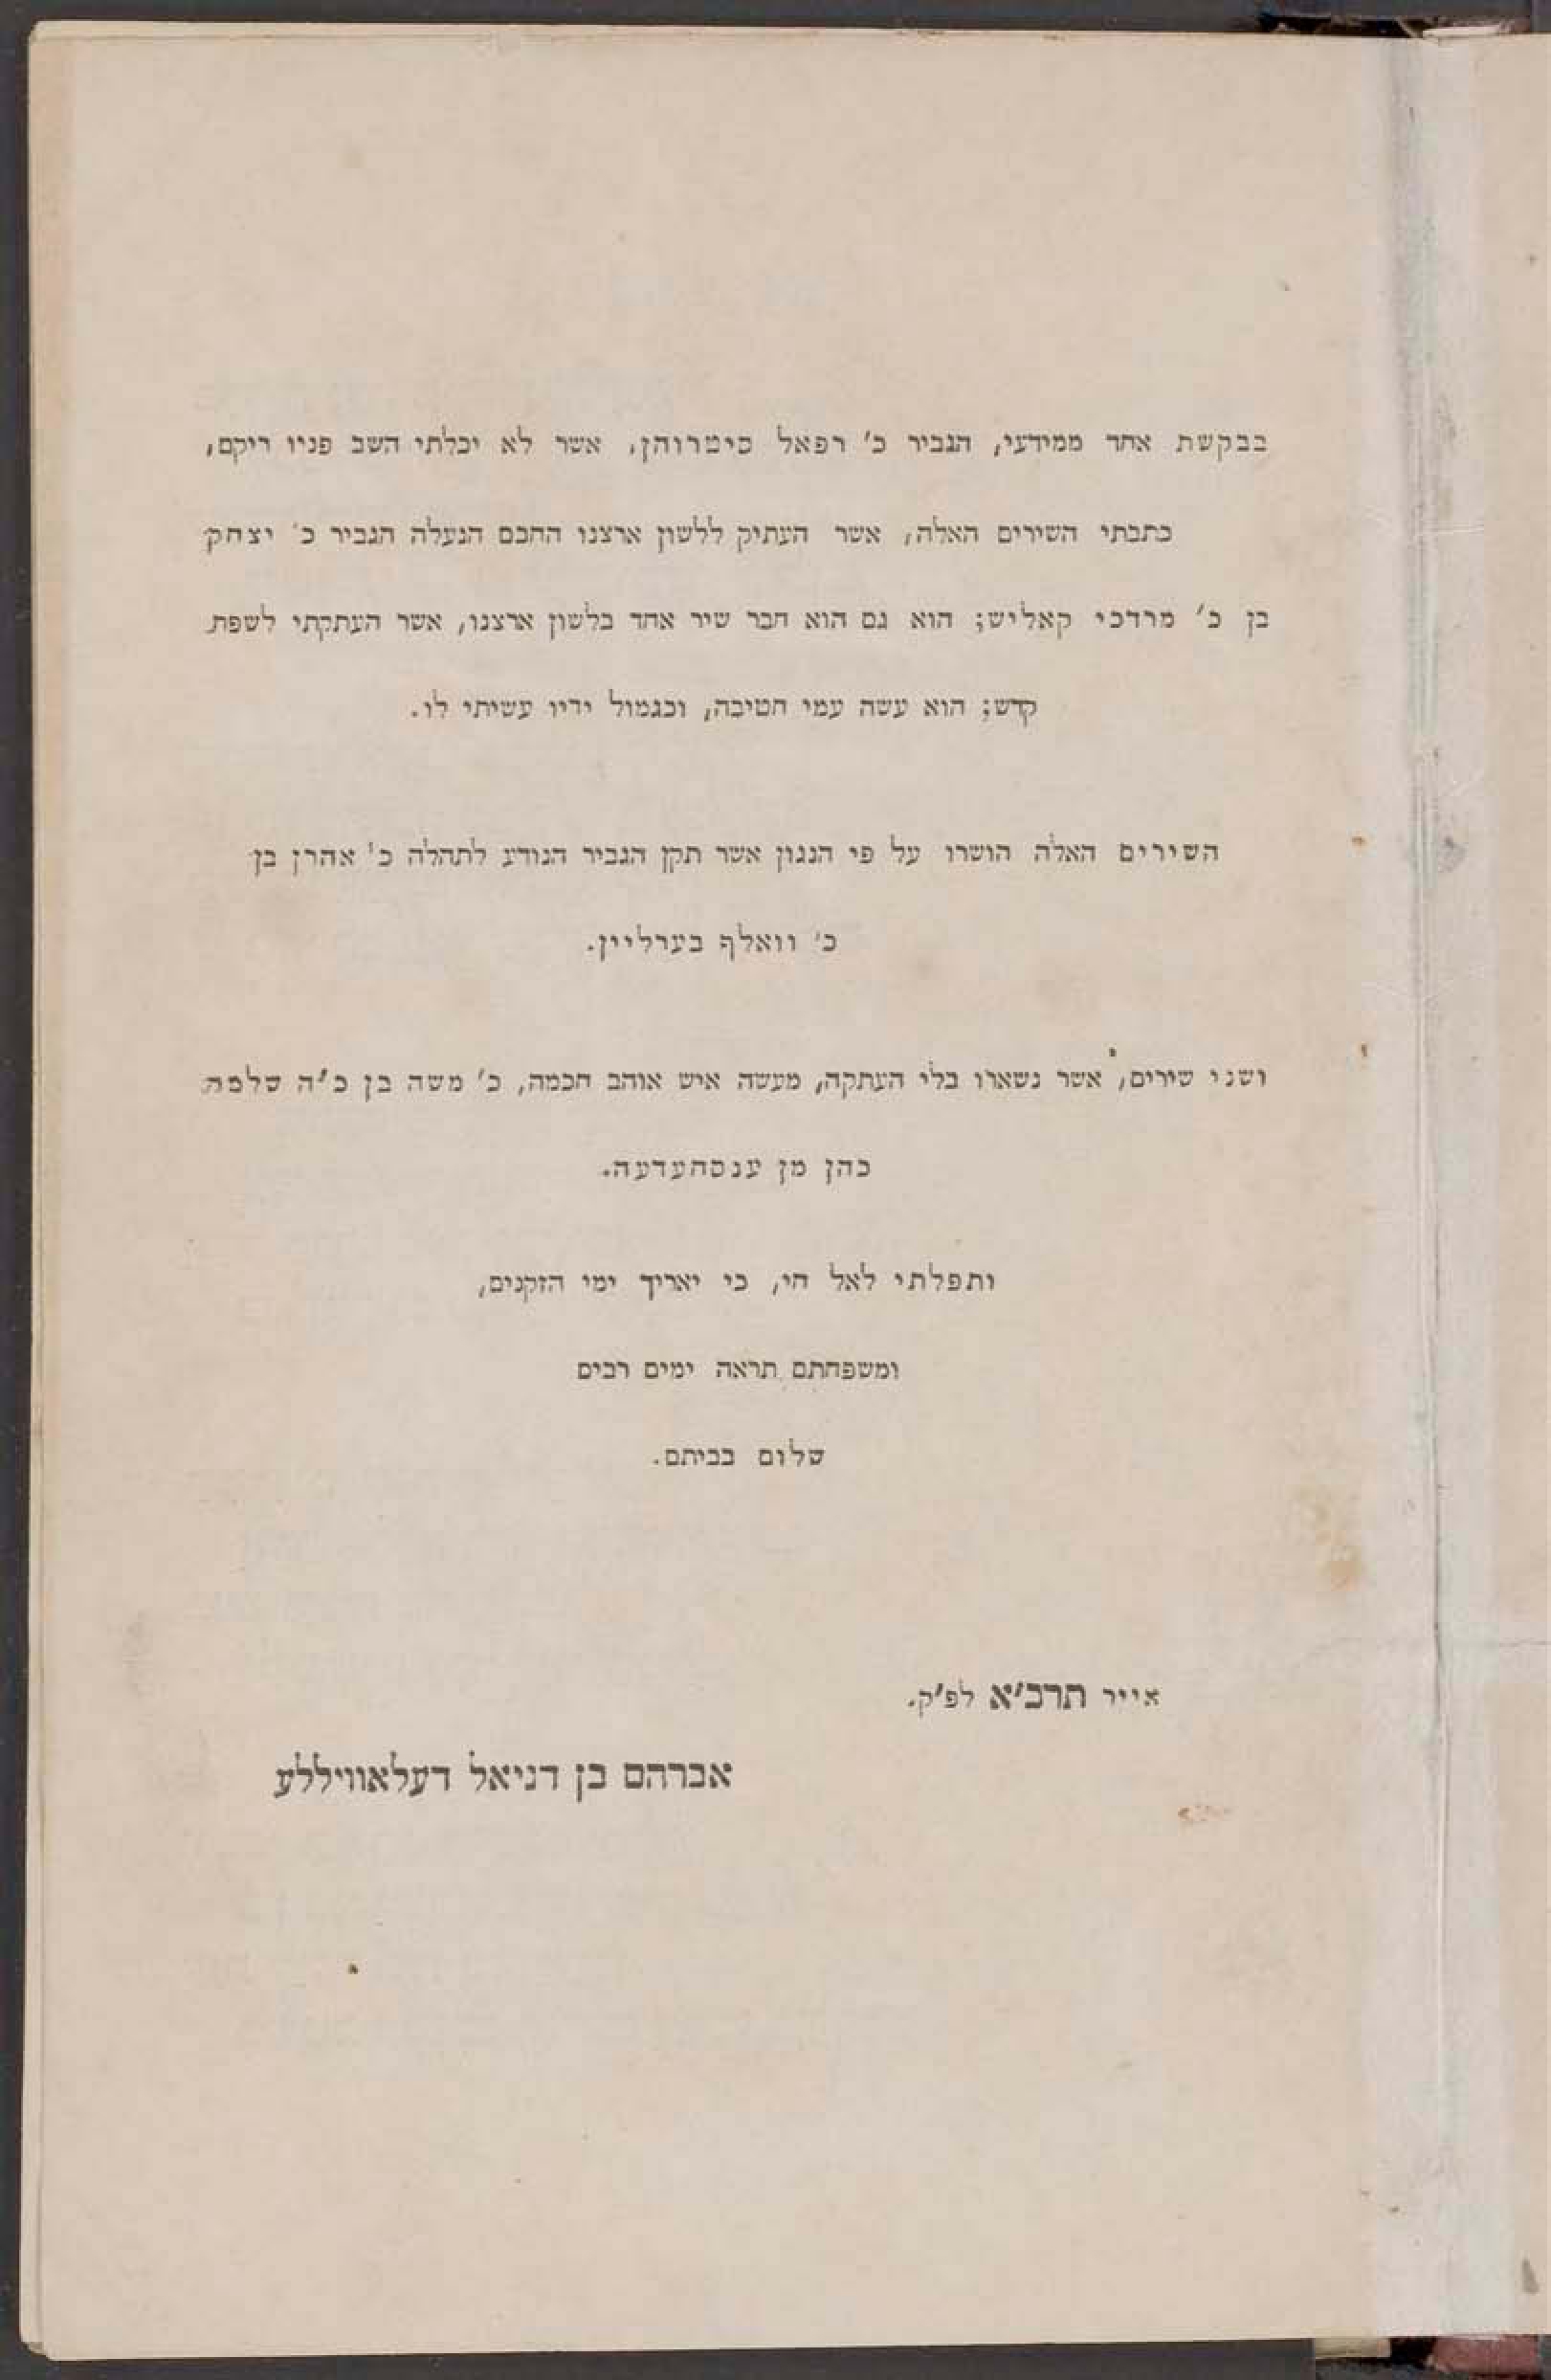 בבקשת אחד ממידעי, הגביר כ' רפאל סיטרוהן, אשר לא יכלתי השב פניו ריקם,
כתבתי השירים האלה, אשר העתיק ללשון ארצנו החכם הנעלה הגביר כ' יצחק
בן כ' מרדכי קאליש; הוא גם הוא חבר שיר אחד בלשון ארצנו, אשר העתקתי לשפת
קדש; הוא עשה עמי חטיבה, וכגמול ידיו עשיתי לו.
השירים האלה הושרו על פי הנגון אשר תקן הגביר הנודע לתהלה כ' אהרן בן
כ' וואלף בערליין.
ושני שירים, אשר נשארו בלי העתקה, מעשה איש אוהב חכמה, כ' משה בן כ'ה שלמה
כהן מן ענסחעדעה.
ותפלתי לאל חי, כי יאריך ימי הזקנים,
ומשפחתם תראה ימים רבים
שלום בביתם.
אייר תרכ'א לפ'ק.
אברהם בן דניאל דעלאוויללע